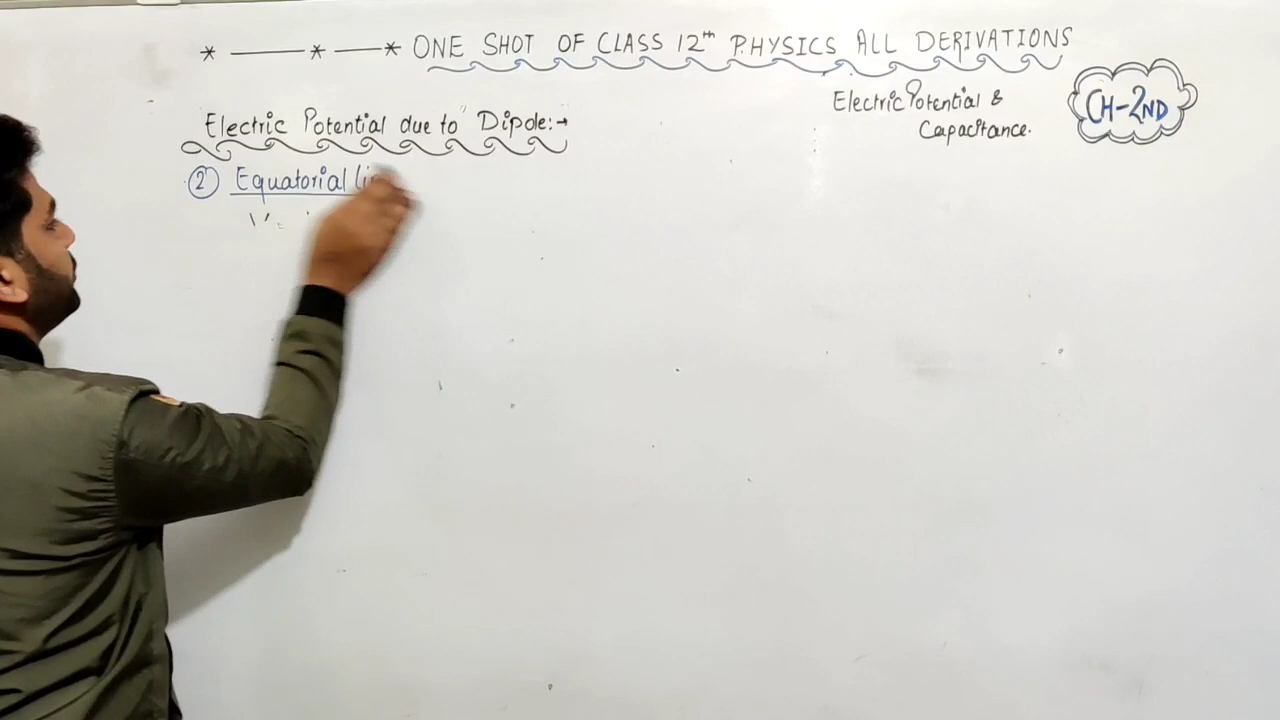 * —— * — * ONE SHOT OF CLASS 12th PHYSICS ALL DERIVATIONS
Electric Potential &
Capacitance.
CH-2ND
Electric Potential due to Dipole:→
② Equatorial